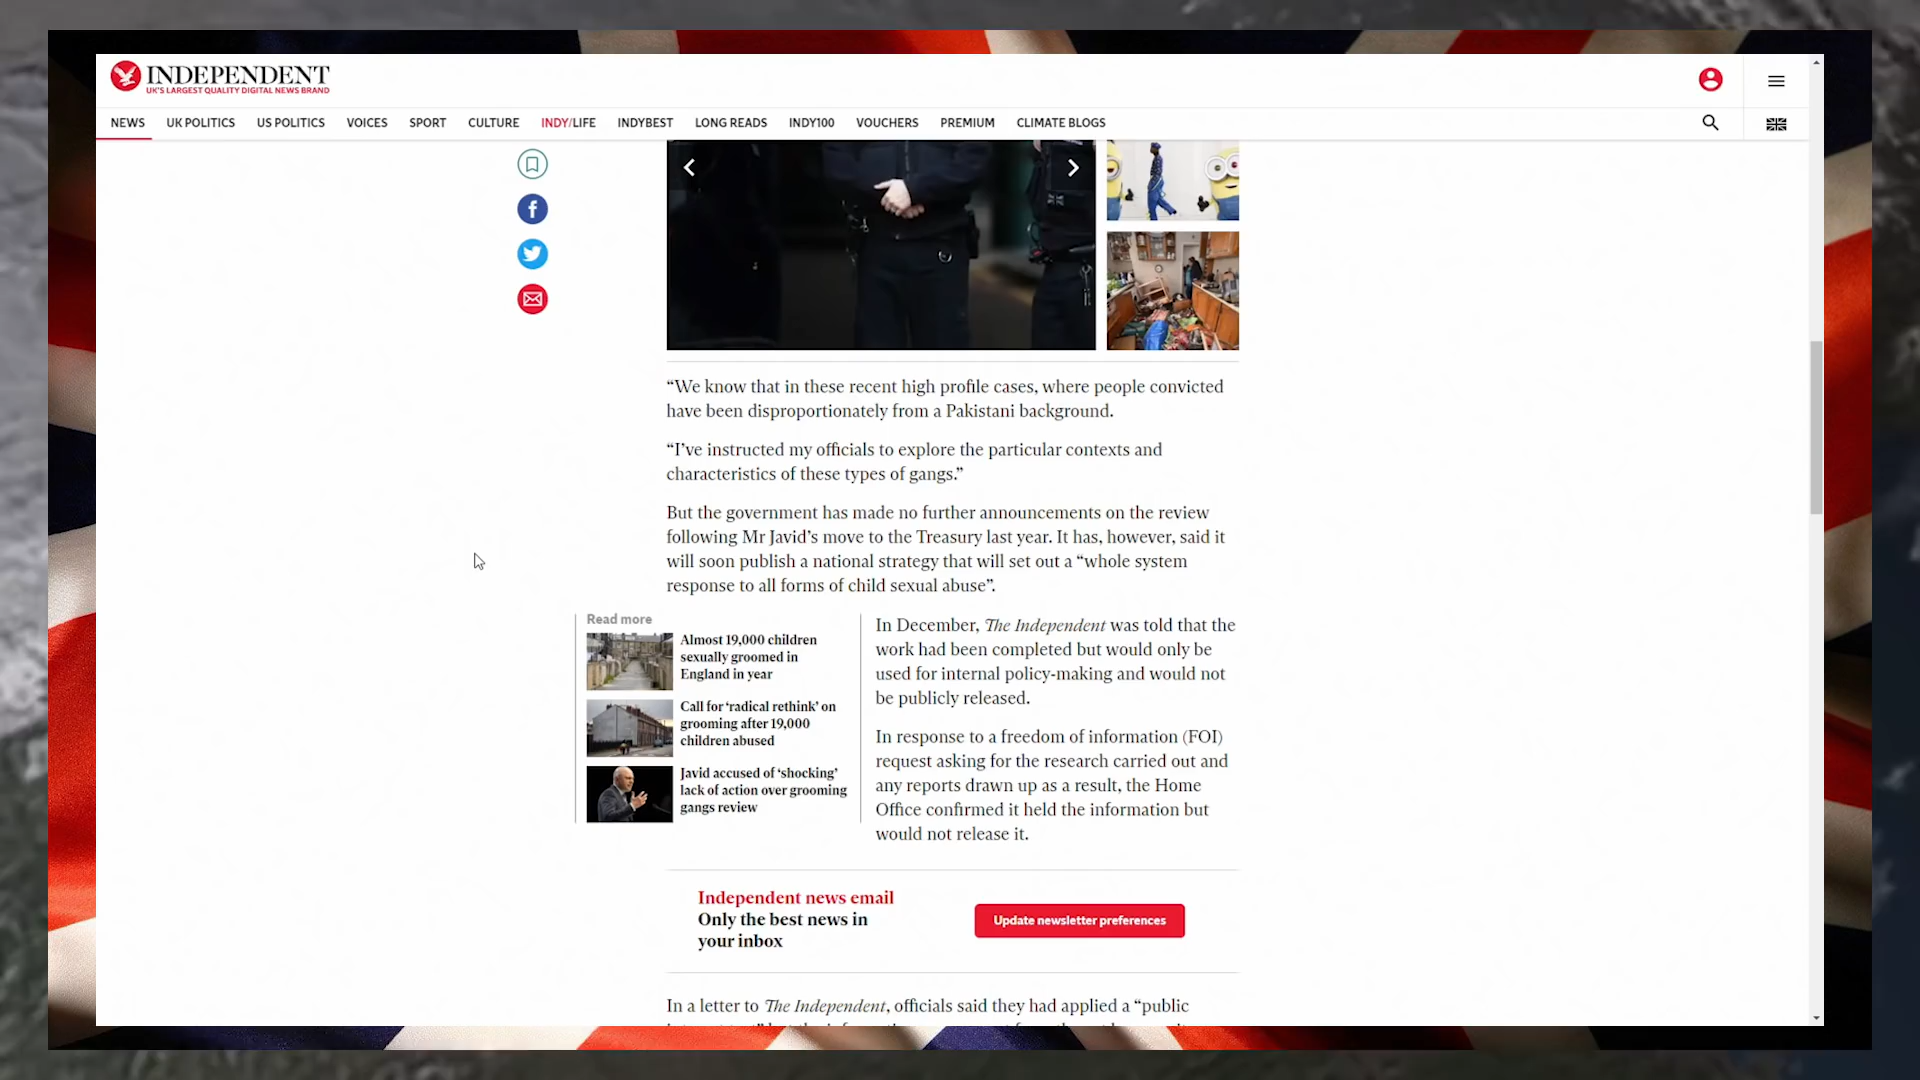 INDEPENDENT
UK'S LARGEST QUALITY DIGITAL NEWS BRAND
NEWS UK POLITICS US POLITICS VOICES SPORT CULTURE INDY/LIFE INDYBEST LONG READS INDY100 VOUCHERS PREMIUM CLIMATE BLOGS
“We know that in these recent high profile cases, where people convicted
have been disproportionately from a Pakistani background.
“I’ve instructed my officials to explore the particular contexts and
characteristics of these types of gangs.”
But the government has made no further announcements on the review
following Mr Javid’s move to the Treasury last year. It has, however, said it
will soon publish a national strategy that will set out a “whole system
response to all forms of child sexual abuse”.
Read more
Almost 19,000 children
sexually groomed in
England in year
Call for ‘radical rethink’ on
grooming after 19,000
children abused
Javid accused of ‘shocking’
lack of action over grooming
gangs review
In December, The Independent was told that the
work had been completed but would only be
used for internal policy-making and would not
be publicly released.
In response to a freedom of information (FOI)
request asking for the research carried out and
any reports drawn up as a result, the Home
Office confirmed it held the information but
would not release it.
Independent news email
Only the best news in
your inbox
Update newsletter preferences
In a letter to The Independent, officials said they had applied a “public